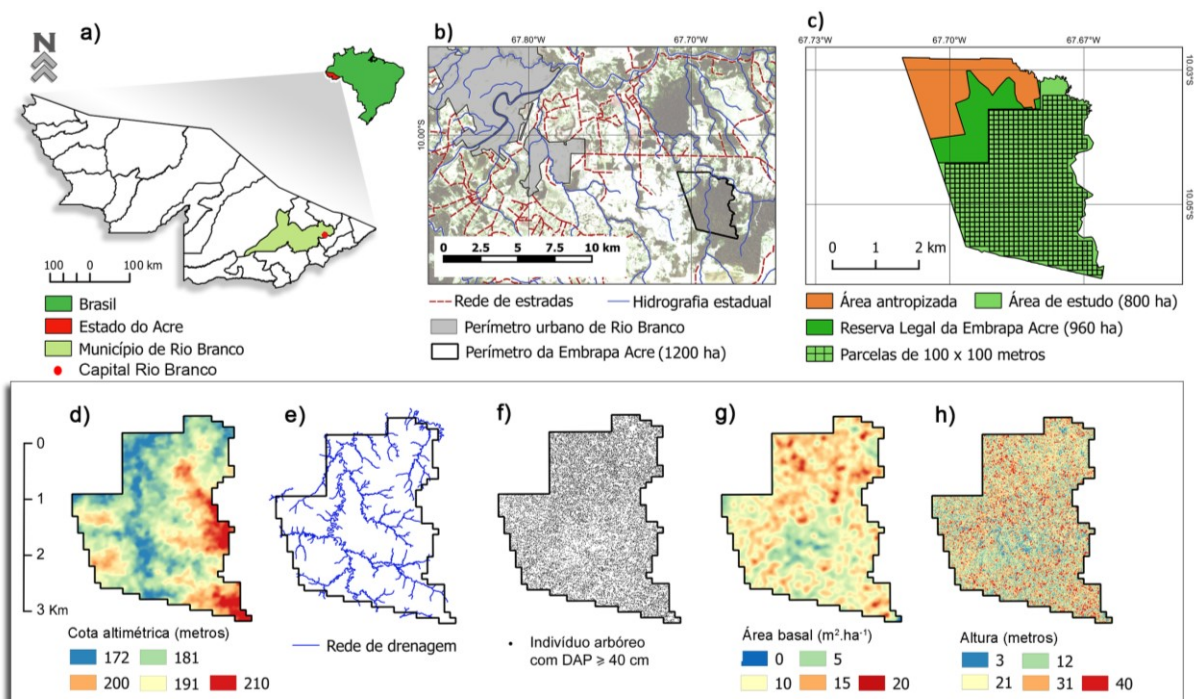 a)
N
100 0 100 km
Brasil
Estado do Acre
Município de Rio Branco
Capital Rio Branco
b)
67.80°W 67.70°W
10.00°S
0 2.5 5 7.5 10 km
Rede de estradas Hidrografia estadual
Perímetro urbano de Rio Branco
Perímetro da Embrapa Acre (1200 ha)
c)
67.73°W 67.70°W 67.67°W
10.03°S
10.05°S
0 1 2 km
Área antropizada Área de estudo (800 ha)
Reserva Legal da Embrapa Acre (960 ha)
Parcelas de 100 x 100 metros
d)
0
1
2
3 Km
Cota altimétrica (metros)
172 181
200 191 210
e)
Rede de drenagem
f)
Indivíduo arbóreo
com DAP ≥ 40 cm
g)
Área basal (m².ha⁻¹)
0 5
10 15 20
h)
Altura (metros)
3 12
21 31 40